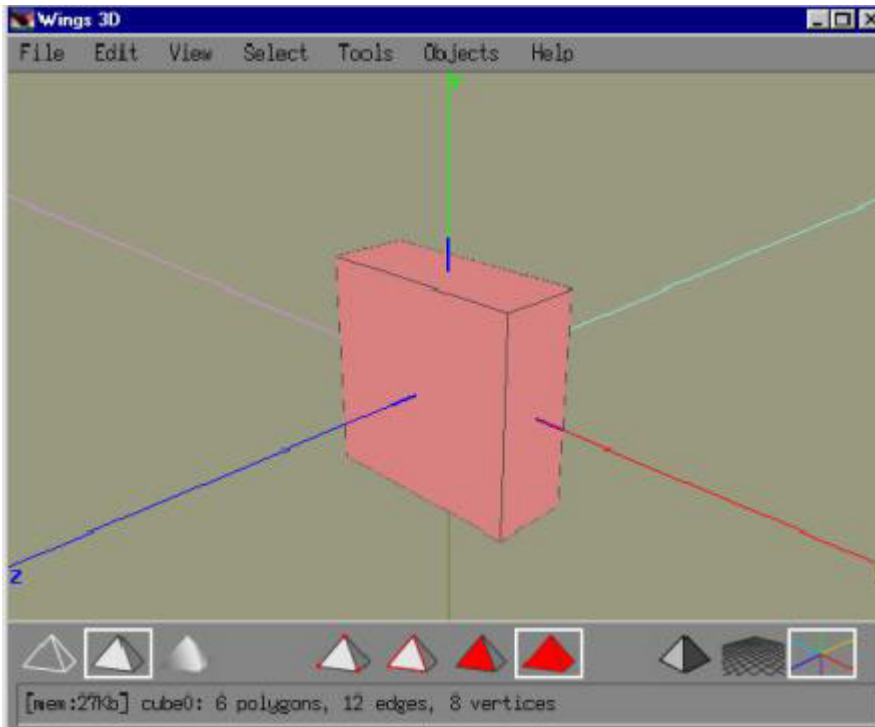 Wings 3D
File Edit View Select Tools Objects Help
Z
[mem:27Kb] cube0: 6 polygons, 12 edges, 8 vertices